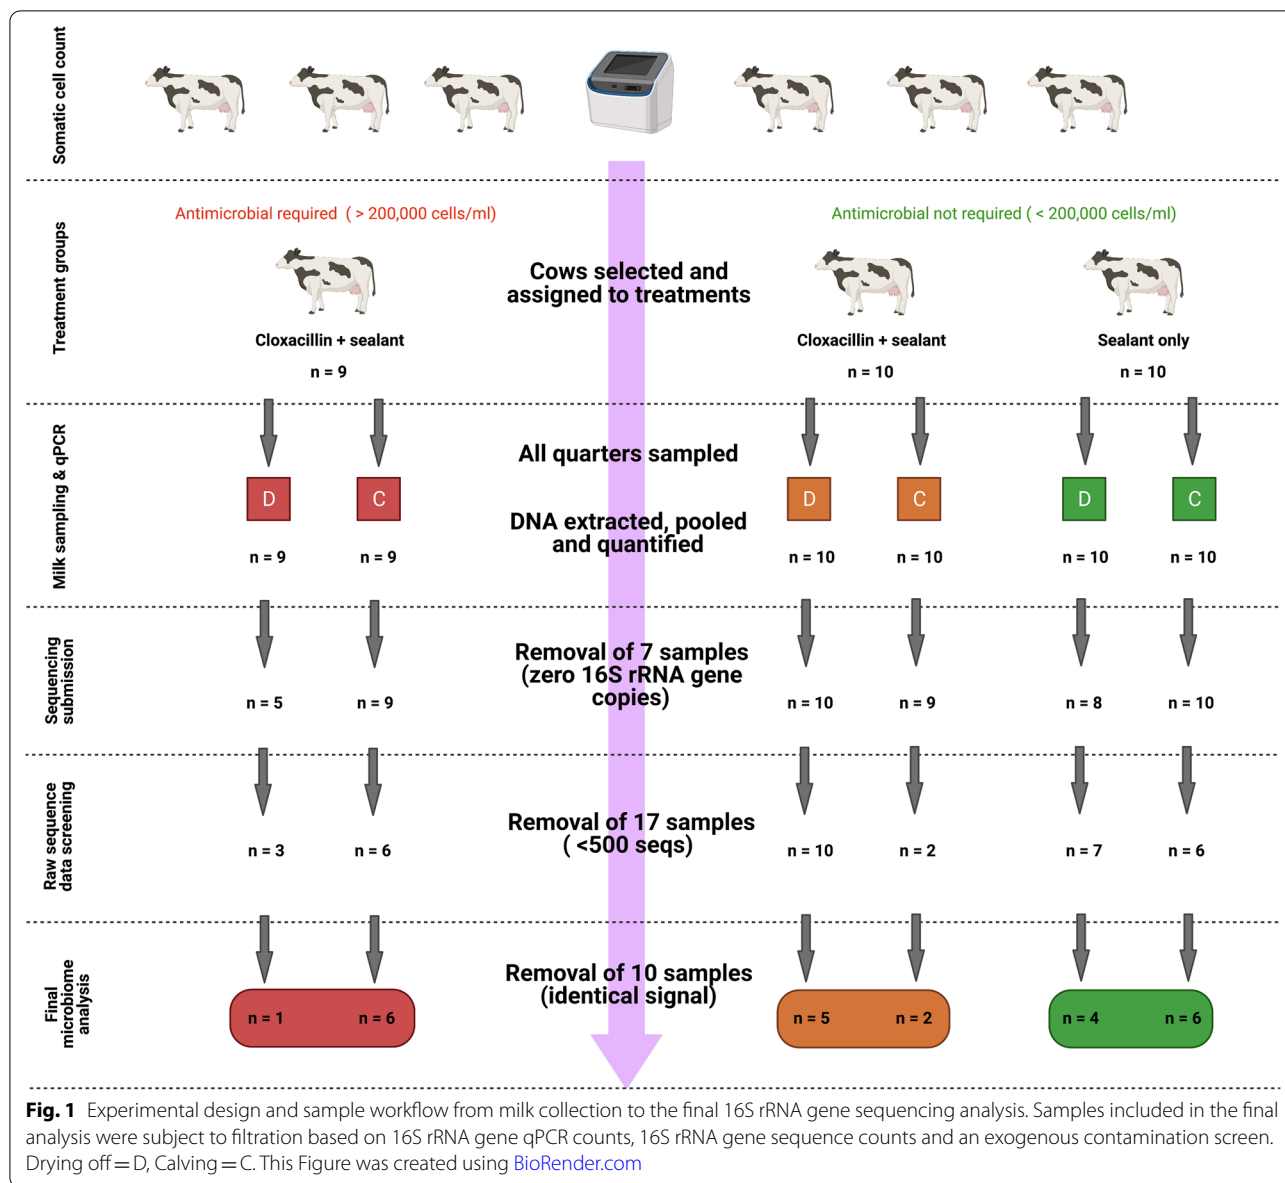 Somatic cell count
Treatment groups
Antimicrobial required ( > 200,000 cells/ml)
Antimicrobial not required ( < 200,000 cells/ml)
Cows selected and
assigned to treatments
Cloxacillin + sealant
n = 9
Cloxacillin + sealant
n = 10
Sealant only
n = 10
Milk sampling & qPCR
All quarters sampled
DNA extracted, pooled
and quantified
D
C
D
C
D
C
n = 9
n = 9
n = 10
n = 10
n = 10
n = 10
Sequencing
submission
Removal of 7 samples
(zero 16S rRNA gene
copies)
n = 5
n = 9
n = 10
n = 9
n = 8
n = 10
Raw sequence
data screening
Removal of 17 samples
( <500 seqs)
n = 3
n = 6
n = 10
n = 2
n = 7
n = 6
Final
microbiome
analysis
Removal of 10 samples
(identical signal)
n = 1
n = 6
n = 5
n = 2
n = 4
n = 6
Fig. 1 Experimental design and sample workflow from milk collection to the final 16S rRNA gene sequencing analysis. Samples included in the final
analysis were subject to filtration based on 16S rRNA gene qPCR counts, 16S rRNA gene sequence counts and an exogenous contamination screen.
Drying off = D, Calving = C. This Figure was created using BioRender.com